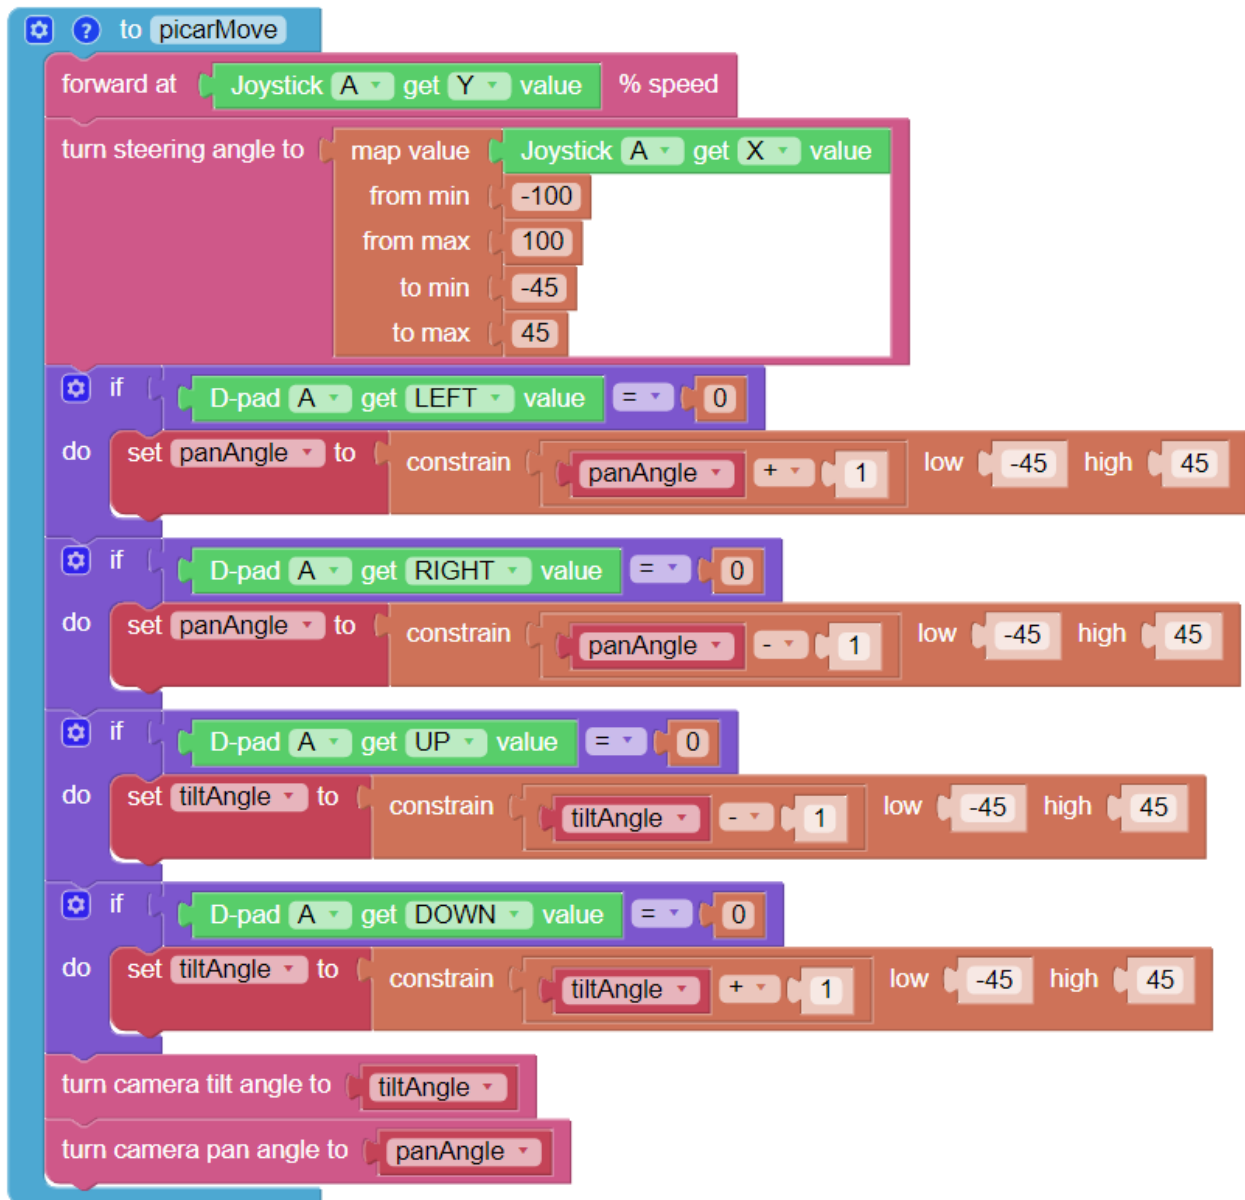 ? to picarMove
forward at Joystick A get Y value % speed
turn steering angle to map value Joystick A get X value
from min -100
from max 100
to min -45
to max 45
if D-pad A get LEFT value = 0
do set panAngle to constrain panAngle + 1 low -45 high 45
if D-pad A get RIGHT value = 0
do set panAngle to constrain panAngle - 1 low -45 high 45
if D-pad A get UP value = 0
do set tiltAngle to constrain tiltAngle - 1 low -45 high 45
if D-pad A get DOWN value = 0
do set tiltAngle to constrain tiltAngle + 1 low -45 high 45
turn camera tilt angle to tiltAngle
turn camera pan angle to panAngle